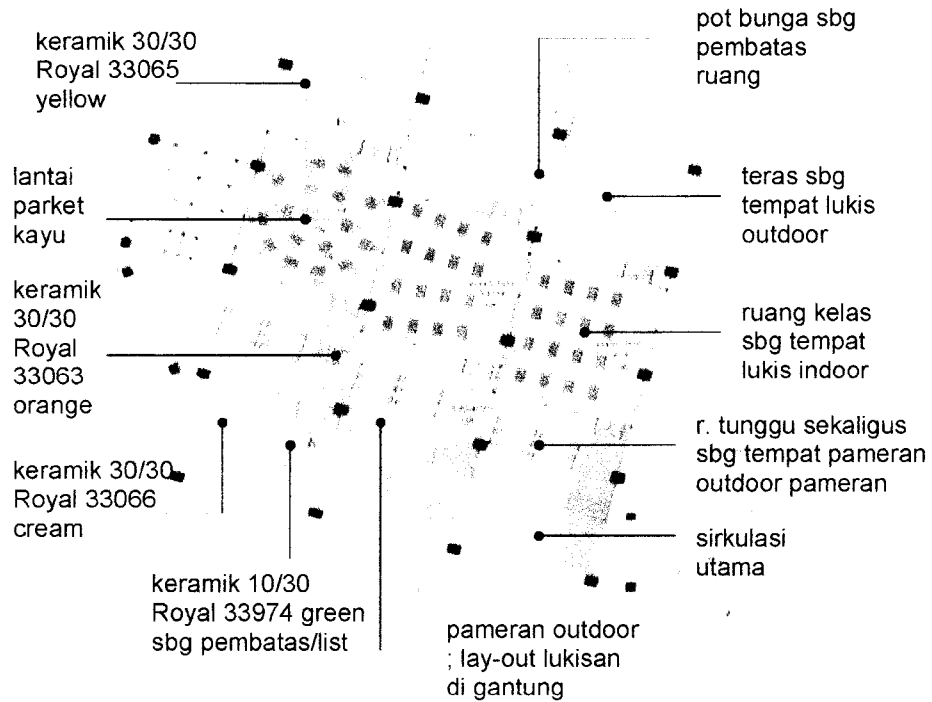 keramik 30/30
Royal 33065
yellow
lantai
parket
kayu
keramik
30/30
Royal
33063
orange
keramik 30/30
Royal 33066
cream
keramik 10/30
Royal 33974 green
sbg pembatas/list
pameran outdoor
; lay-out lukisan
di gantung
pot bunga sbg
pembatas
ruang
teras sbg
tempat lukis
outdoor
ruang kelas
sbg tempat
lukis indoor
r. tunggu sekaligus
sbg tempat pameran
outdoor pameran
sirkulasi
utama